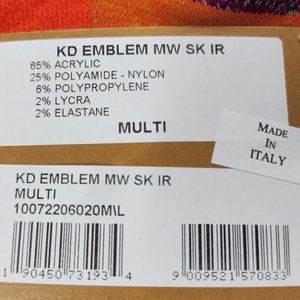 KD EMBLEM MW SK IR
65% ACRYLIC
25% POLYAMIDE - NYLON
6% POLYPROPYLENE
2% LYCRA
2% ELASTANE
MULTI
MADE
IN
ITALY
KD EMBLEM MW SK IR
MULTI
10072206020M\L
1 90450 73193 4
9 009521 570833